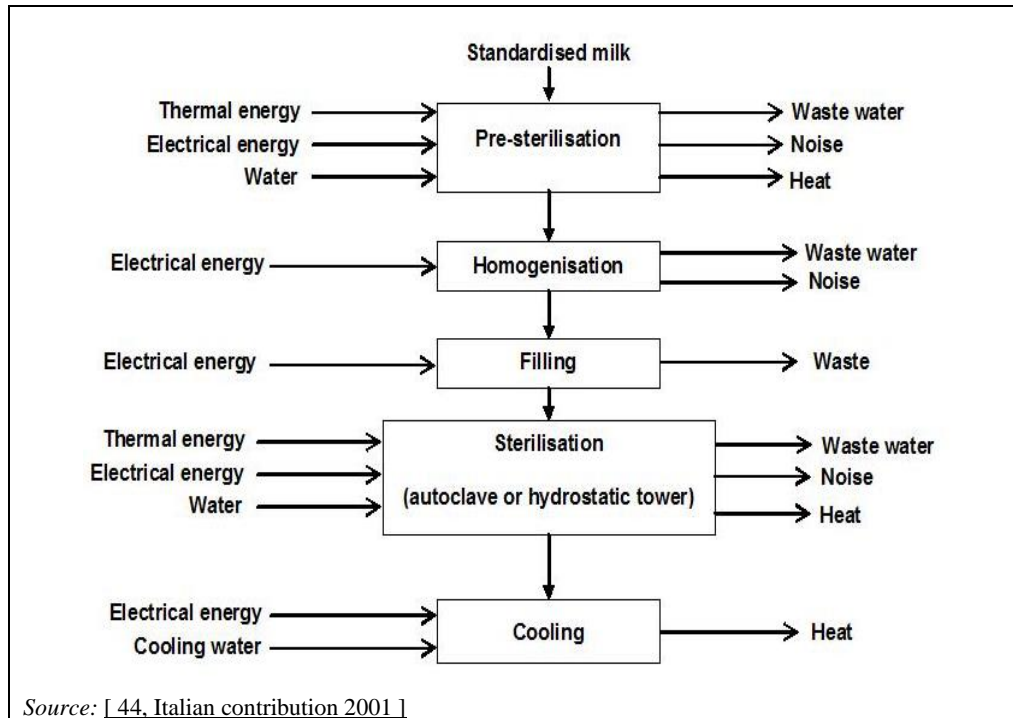 Standardised milk
Thermal energy
Electrical energy
Water
Pre-sterilisation
Waste water
Noise
Heat
Electrical energy
Homogenisation
Waste water
Noise
Electrical energy
Filling
Waste
Thermal energy
Electrical energy
Water
Sterilisation
(autoclave or hydrostatic tower)
Waste water
Noise
Heat
Electrical energy
Cooling water
Cooling
Heat
Source: [ 44, Italian contribution 2001 ]